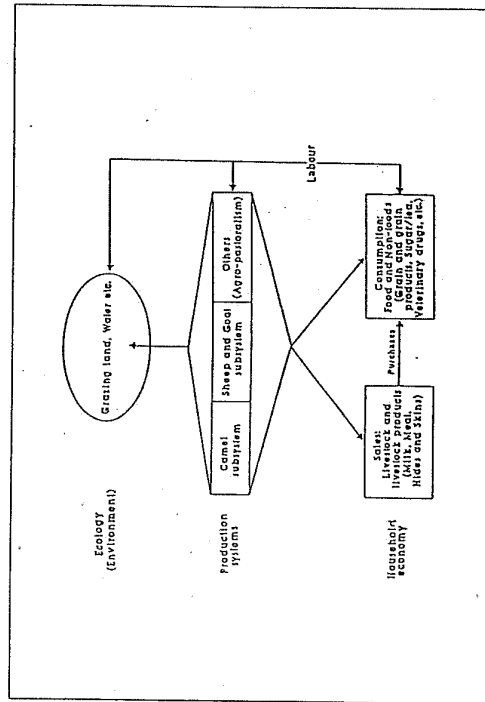 Ecology
(Environment)
Grazing land, Water etc.
Production
systems
Camel
subsystem
Sheep and Goat
subsystem
Others
(Agro-pastoralism)
Labour
Household
economy
Sales:
Livestock and
livestock products
(Milk, Meat,
Hides and Skins)
Purchases
Consumption:
Food and Non-foods
(Grain and grain
products, Sugar/tea,
Veterinary drugs, etc.)